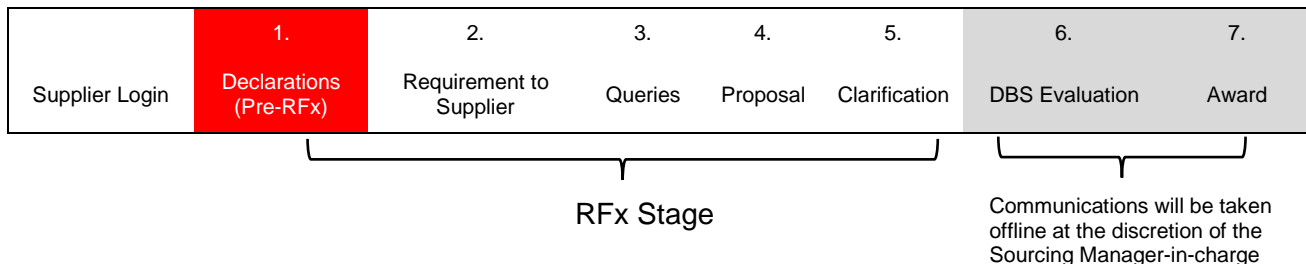 1. 2. 3. 4. 5. 6. 7.
Supplier Login Declarations (Pre-RFx) Requirement to Supplier Queries Proposal Clarification DBS Evaluation Award
RFx Stage
Communications will be taken
offline at the discretion of the
Sourcing Manager-in-charge